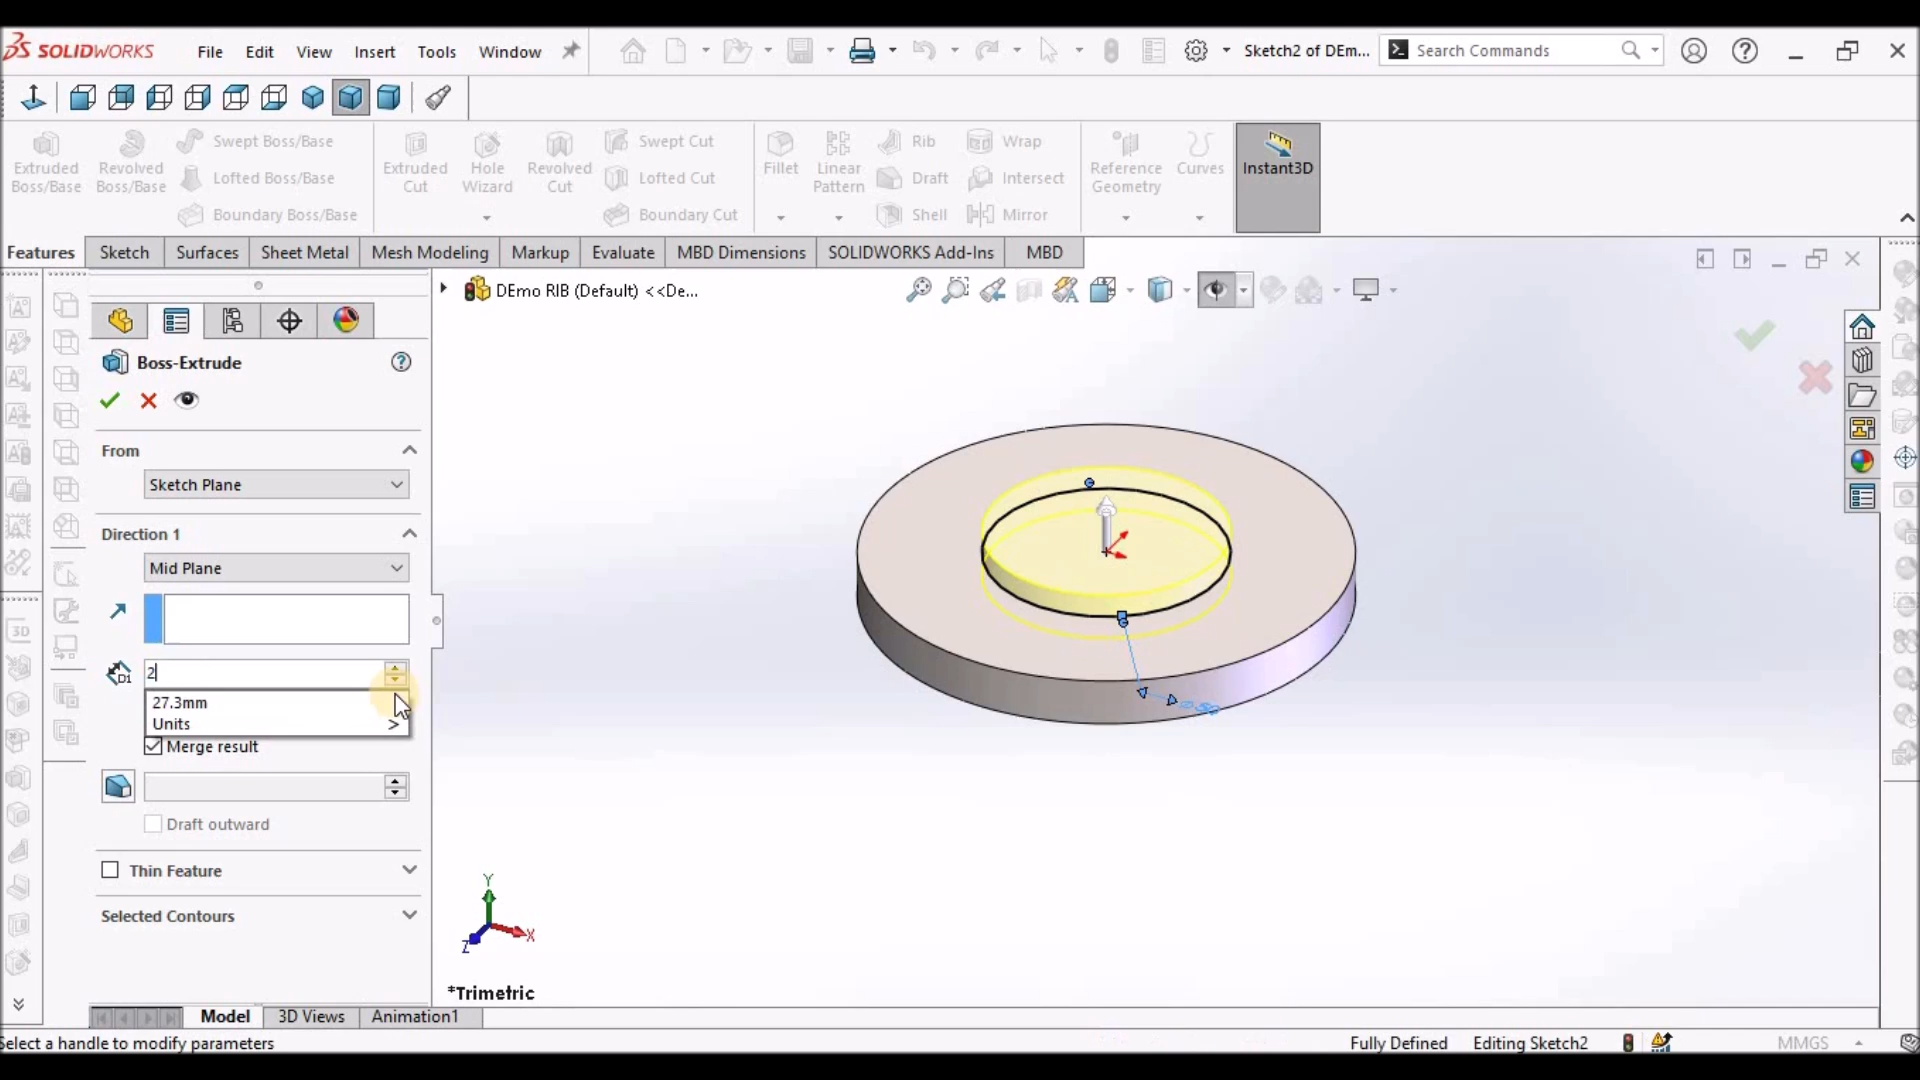 SOLIDWORKS
File Edit View Insert Tools Window
Sketch2 of DEm...
Search Commands
Extruded Boss/Base
Revolved Boss/Base
Swept Boss/Base
Lofted Boss/Base
Boundary Boss/Base
Extruded Cut
Hole Wizard
Revolved Cut
Swept Cut
Lofted Cut
Boundary Cut
Fillet
Linear Pattern
Rib
Draft
Shell
Wrap
Intersect
Mirror
Reference Geometry
Curves
Instant3D
Features Sketch Surfaces Sheet Metal Mesh Modeling Markup Evaluate MBD Dimensions SOLIDWORKS Add-Ins MBD
DEmo RIB (Default) <<De...
Boss-Extrude
From
Sketch Plane
Direction 1
Mid Plane
D1
2
27.3mm
Units >
Merge result
Draft outward
Thin Feature
Selected Contours
3D
⌀50
Y
X
Z
*Trimetric
Model 3D Views Animation1
Select a handle to modify parameters
Fully Defined Editing Sketch2 MMGS